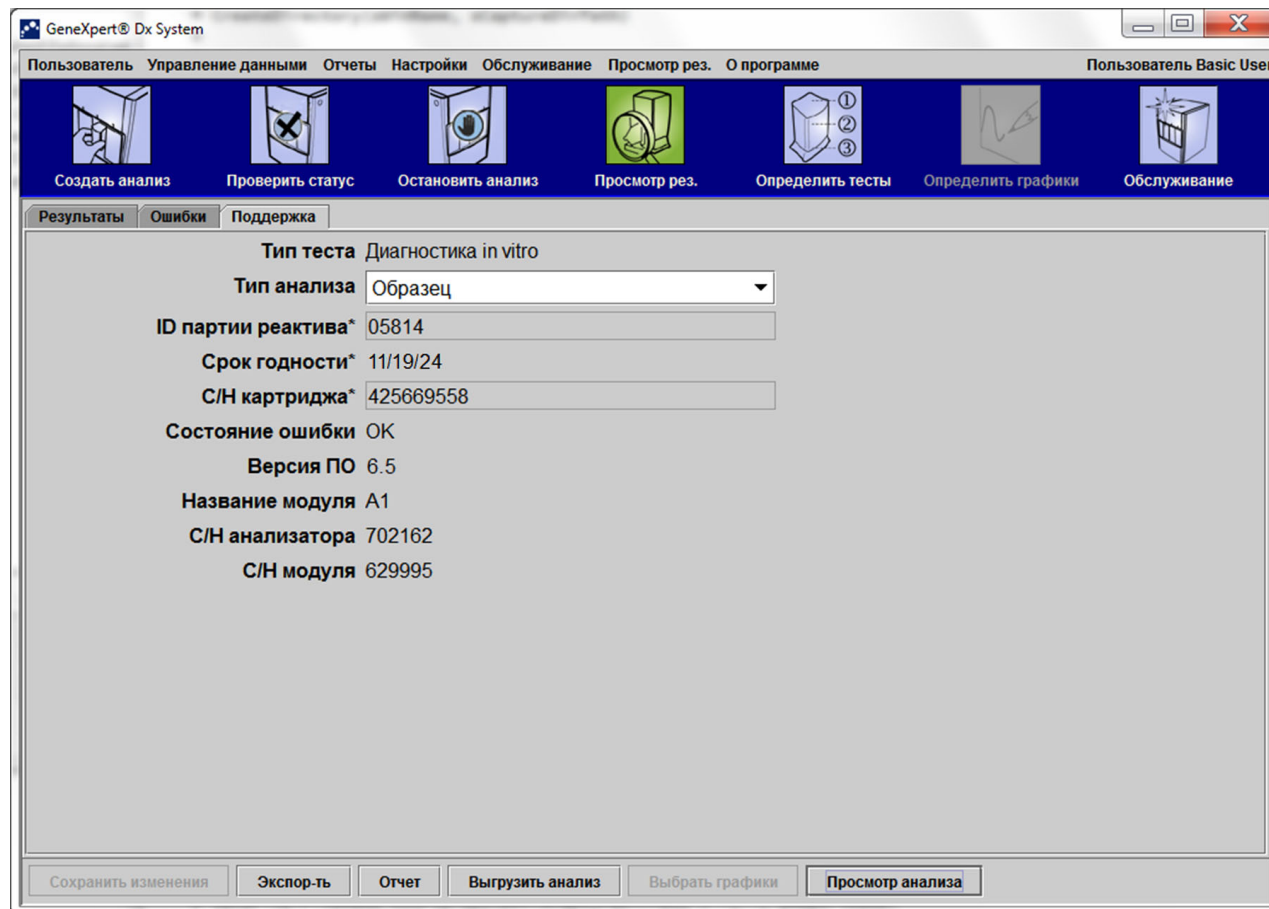 GeneXpert® Dx System
Пользователь Управление данными Отчеты Настройки Обслуживание Просмотр рез. О программе Пользователь Basic User
① ② ③
Создать анализ Проверить статус Остановить анализ Просмотр рез. Определить тесты Определить графики Обслуживание
Результаты Ошибки Поддержка
Тип теста Диагностика in vitro
Тип анализа Образец
ID партии реактива* 05814
Срок годности* 11/19/24
С/Н картриджа* 425669558
Состояние ошибки OK
Версия ПО 6.5
Название модуля A1
С/Н анализатора 702162
С/Н модуля 629995
Сохранить изменения Экспор-ть Отчет Выгрузить анализ Выбрать графики Просмотр анализа